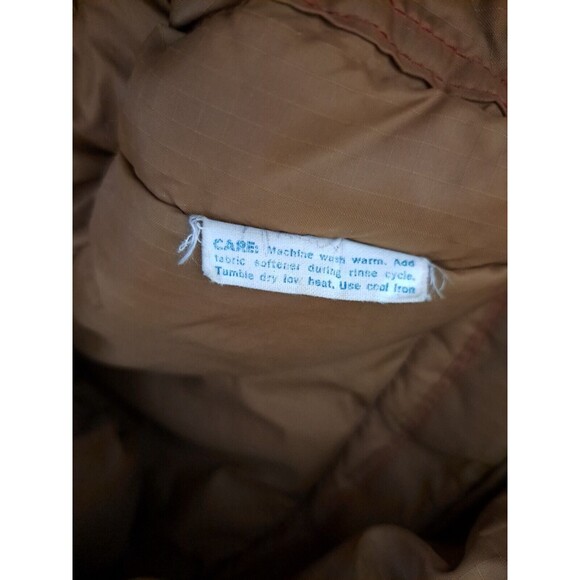 CARE: Machine wash warm. Add
fabric softener during rinse cycle.
Tumble dry low heat. Use cool iron